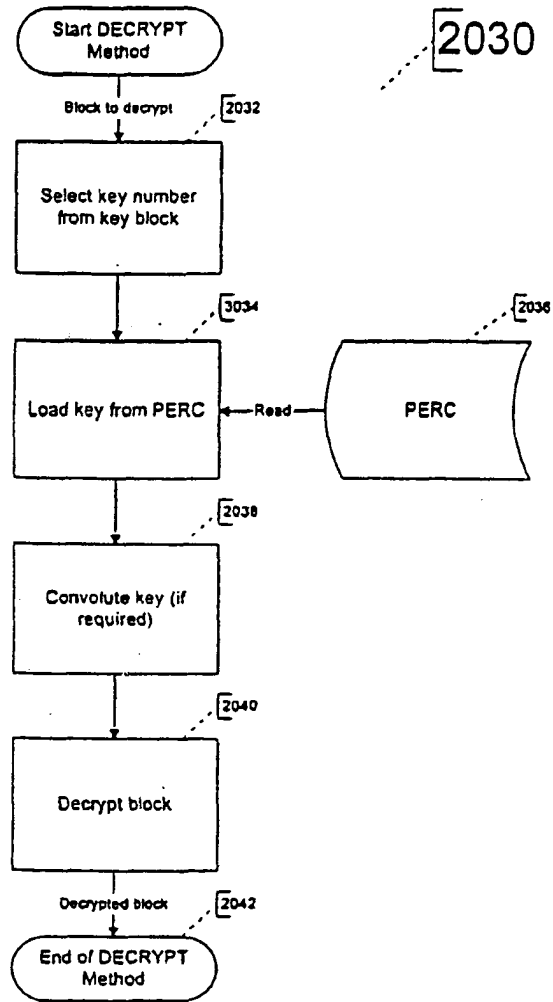 Start DECRYPT
Method
2030
Block to decrypt
2032
Select key number
from key block
3034
2036
Load key from PERC
Read
PERC
2038
Convolute key (if
required)
2040
Decrypt block
Decrypted block
2042
End of DECRYPT
Method